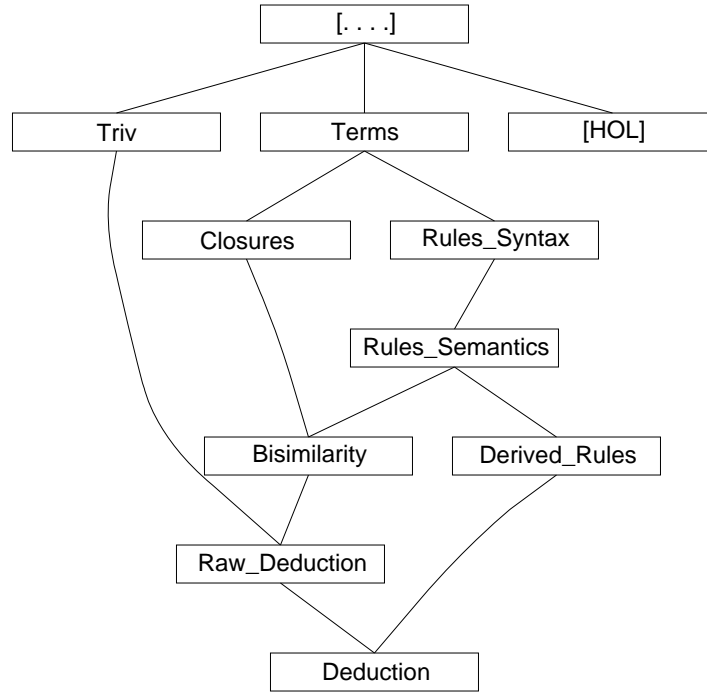 [. . . .]
Triv
Terms
[HOL]
Closures
Rules_Syntax
Rules_Semantics
Bisimilarity
Derived_Rules
Raw_Deduction
Deduction